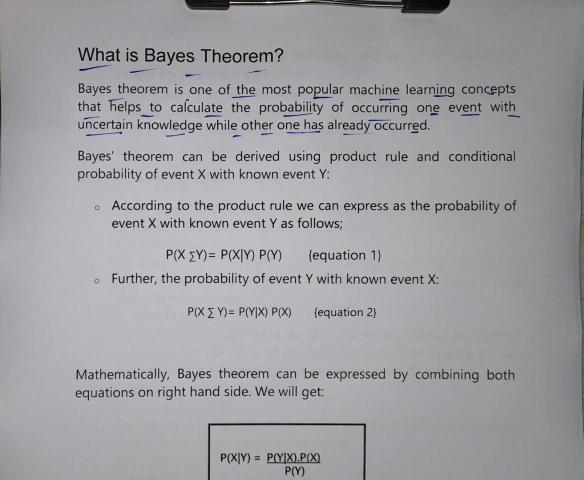 What is Bayes Theorem?
Bayes theorem is one of the most popular machine learning concepts
that helps to calculate the probability of occurring one event with
uncertain knowledge while other one has already occurred.
Bayes' theorem can be derived using product rule and conditional
probability of event X with known event Y:
◦ According to the product rule we can express as the probability of
event X with known event Y as follows;
P(X ∑Y)= P(X|Y) P(Y) {equation 1}
◦ Further, the probability of event Y with known event X:
P(X ∑ Y)= P(Y|X) P(X) {equation 2}
Mathematically, Bayes theorem can be expressed by combining both
equations on right hand side. We will get:
P(X|Y) = P(Y|X).P(X)
P(Y)